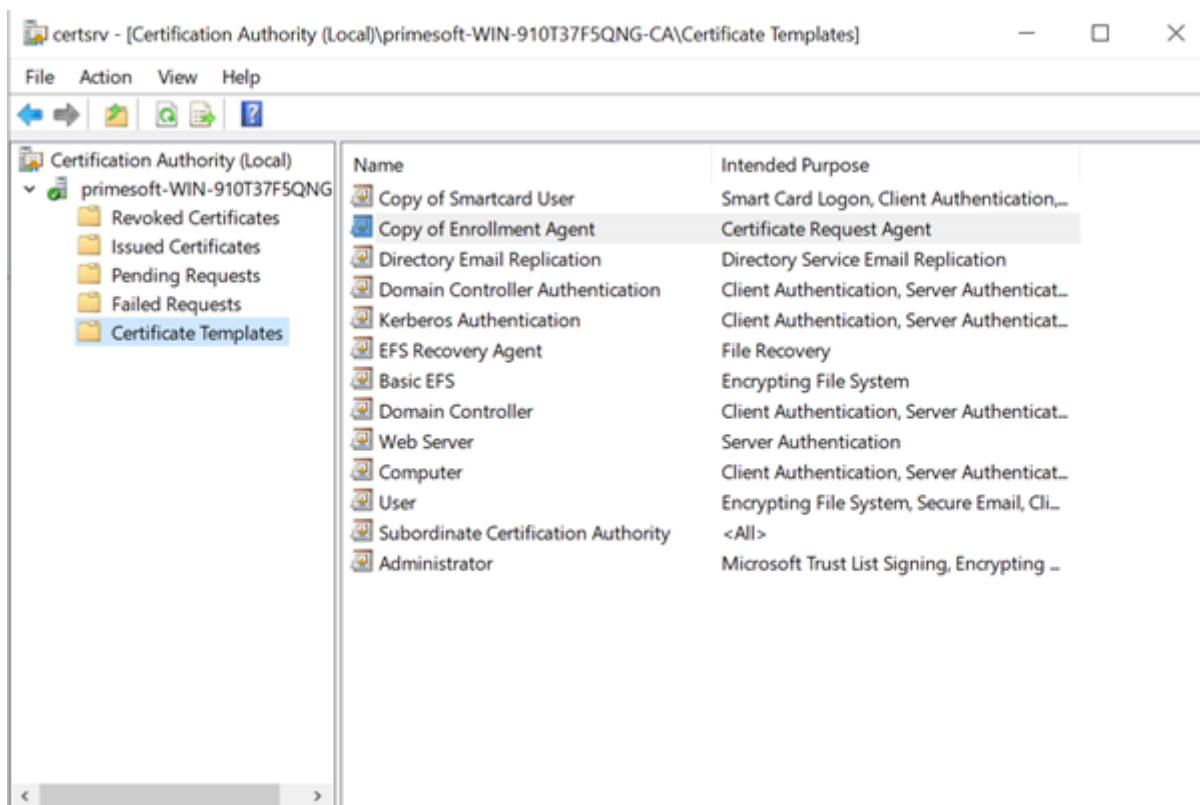 certsrv - [Certification Authority (Local)\primesoft-WIN-910T37F5QNG-CA\Certificate Templates]
File Action View Help
Certification Authority (Local)
primesoft-WIN-910T37F5QNG
Revoked Certificates
Issued Certificates
Pending Requests
Failed Requests
Certificate Templates
Name Intended Purpose
Copy of Smartcard User Smart Card Logon, Client Authentication,...
Copy of Enrollment Agent Certificate Request Agent
Directory Email Replication Directory Service Email Replication
Domain Controller Authentication Client Authentication, Server Authenticat...
Kerberos Authentication Client Authentication, Server Authenticat...
EFS Recovery Agent File Recovery
Basic EFS Encrypting File System
Domain Controller Client Authentication, Server Authenticat...
Web Server Server Authentication
Computer Client Authentication, Server Authenticat...
User Encrypting File System, Secure Email, Cli...
Subordinate Certification Authority <All>
Administrator Microsoft Trust List Signing, Encrypting ...